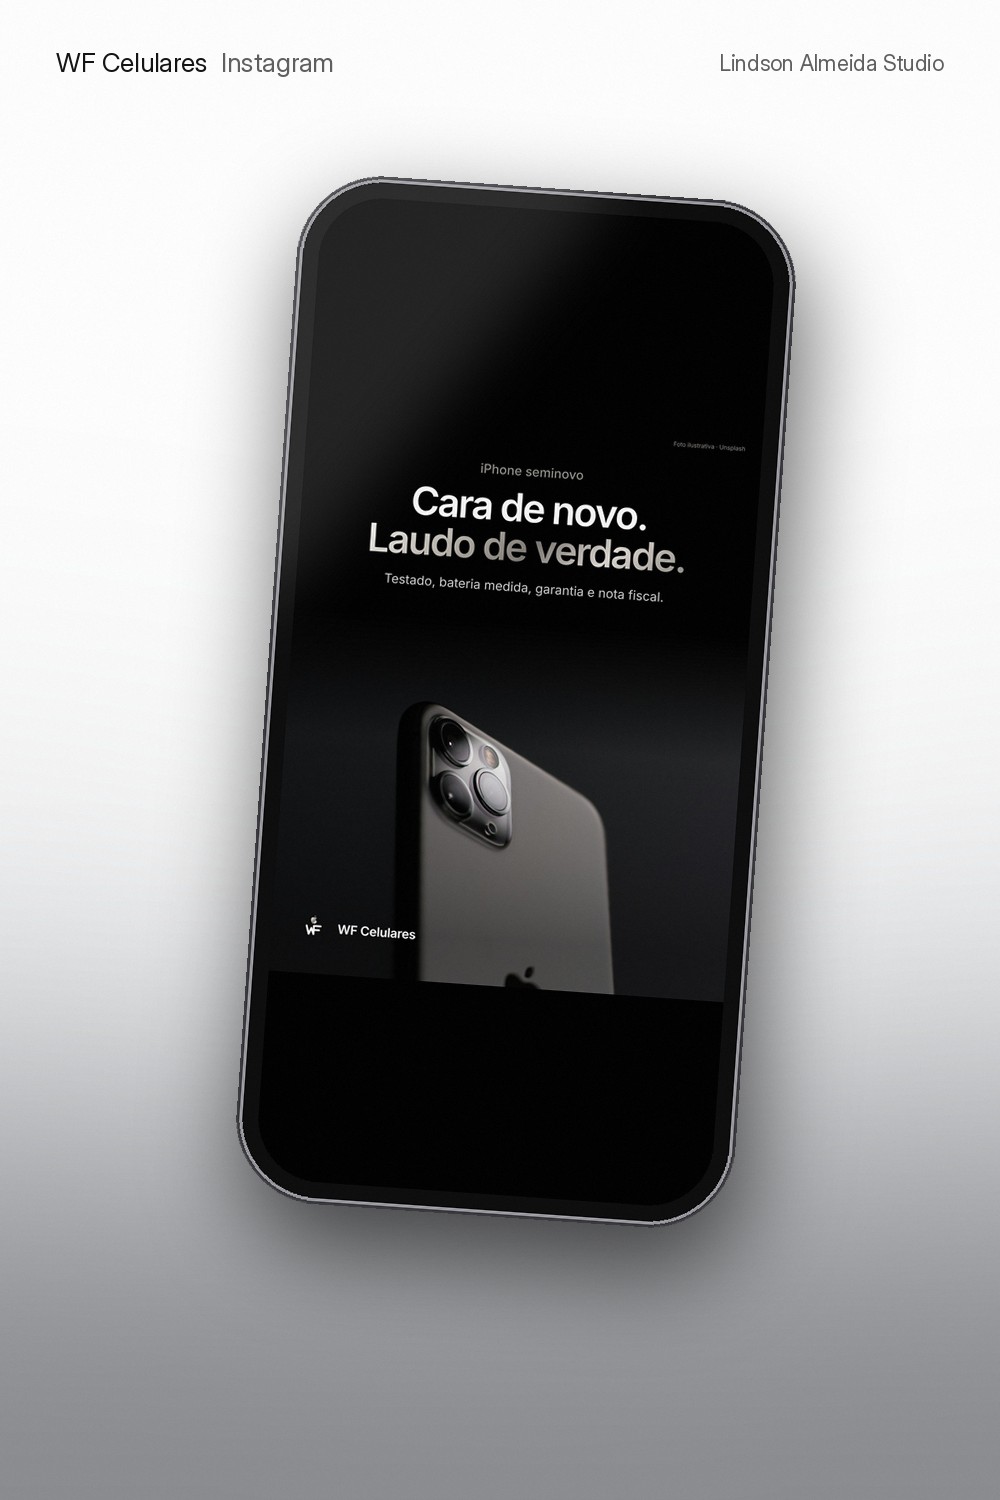 WF Celulares Instagram
Lindson Almeida Studio
Foto ilustrativa · Unsplash
iPhone seminovo
Cara de novo.
Laudo de verdade.
Testado, bateria medida, garantia e nota fiscal.
WF WF Celulares